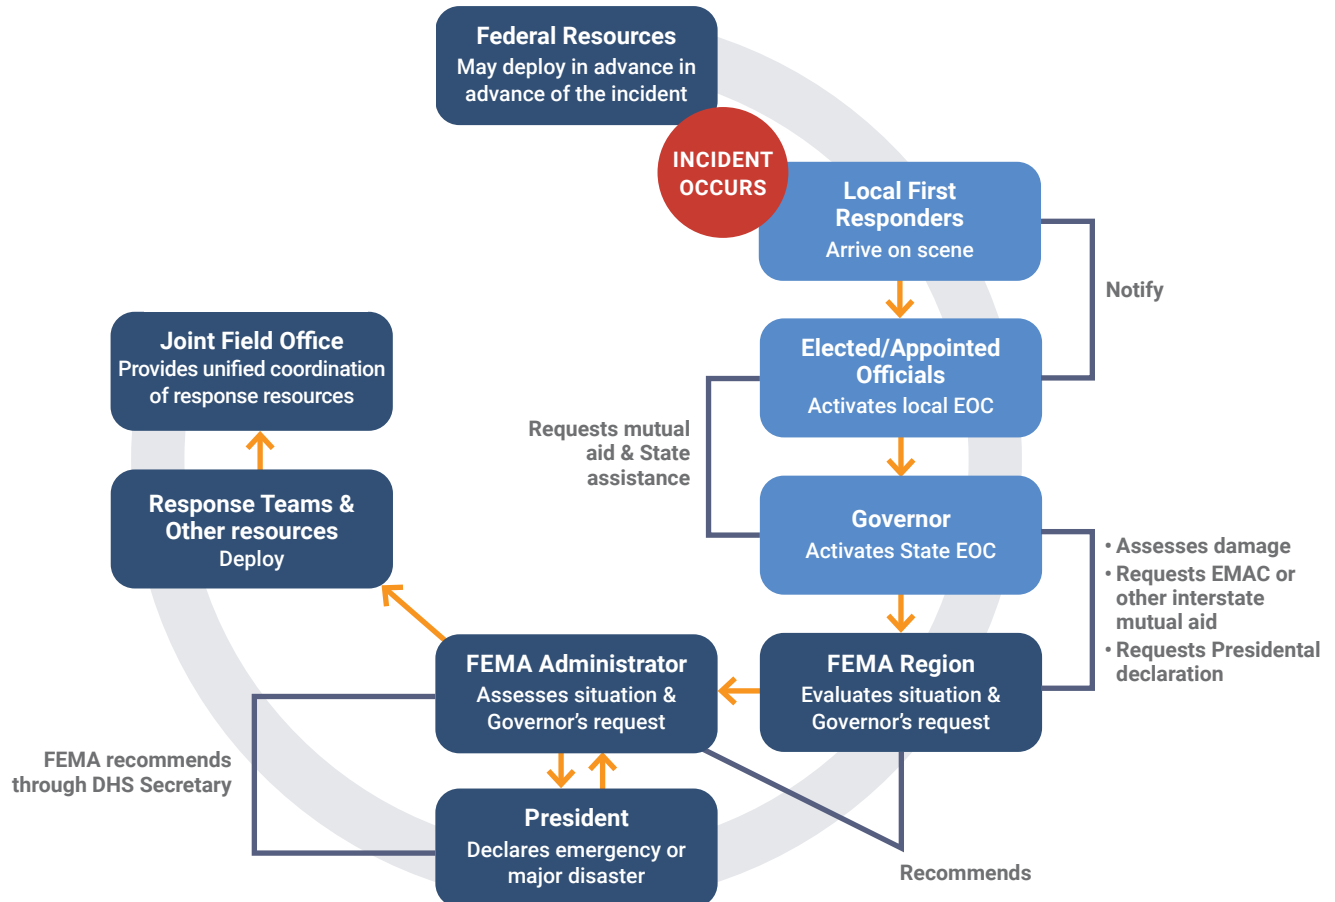 Federal Resources
May deploy in advance in
advance of the incident
INCIDENT
OCCURS
Local First
Responders
Arrive on scene
Notify
Elected/Appointed
Officials
Activates local EOC
Requests mutual
aid & State
assistance
Governor
Activates State EOC
• Assesses damage
• Requests EMAC or
other interstate
mutual aid
• Requests Presidental
declaration
FEMA Region
Evaluates situation &
Governor’s request
Recommends
FEMA Administrator
Assesses situation &
Governor’s request
FEMA recommends
through DHS Secretary
President
Declares emergency or
major disaster
Response Teams &
Other resources
Deploy
Joint Field Office
Provides unified coordination
of response resources